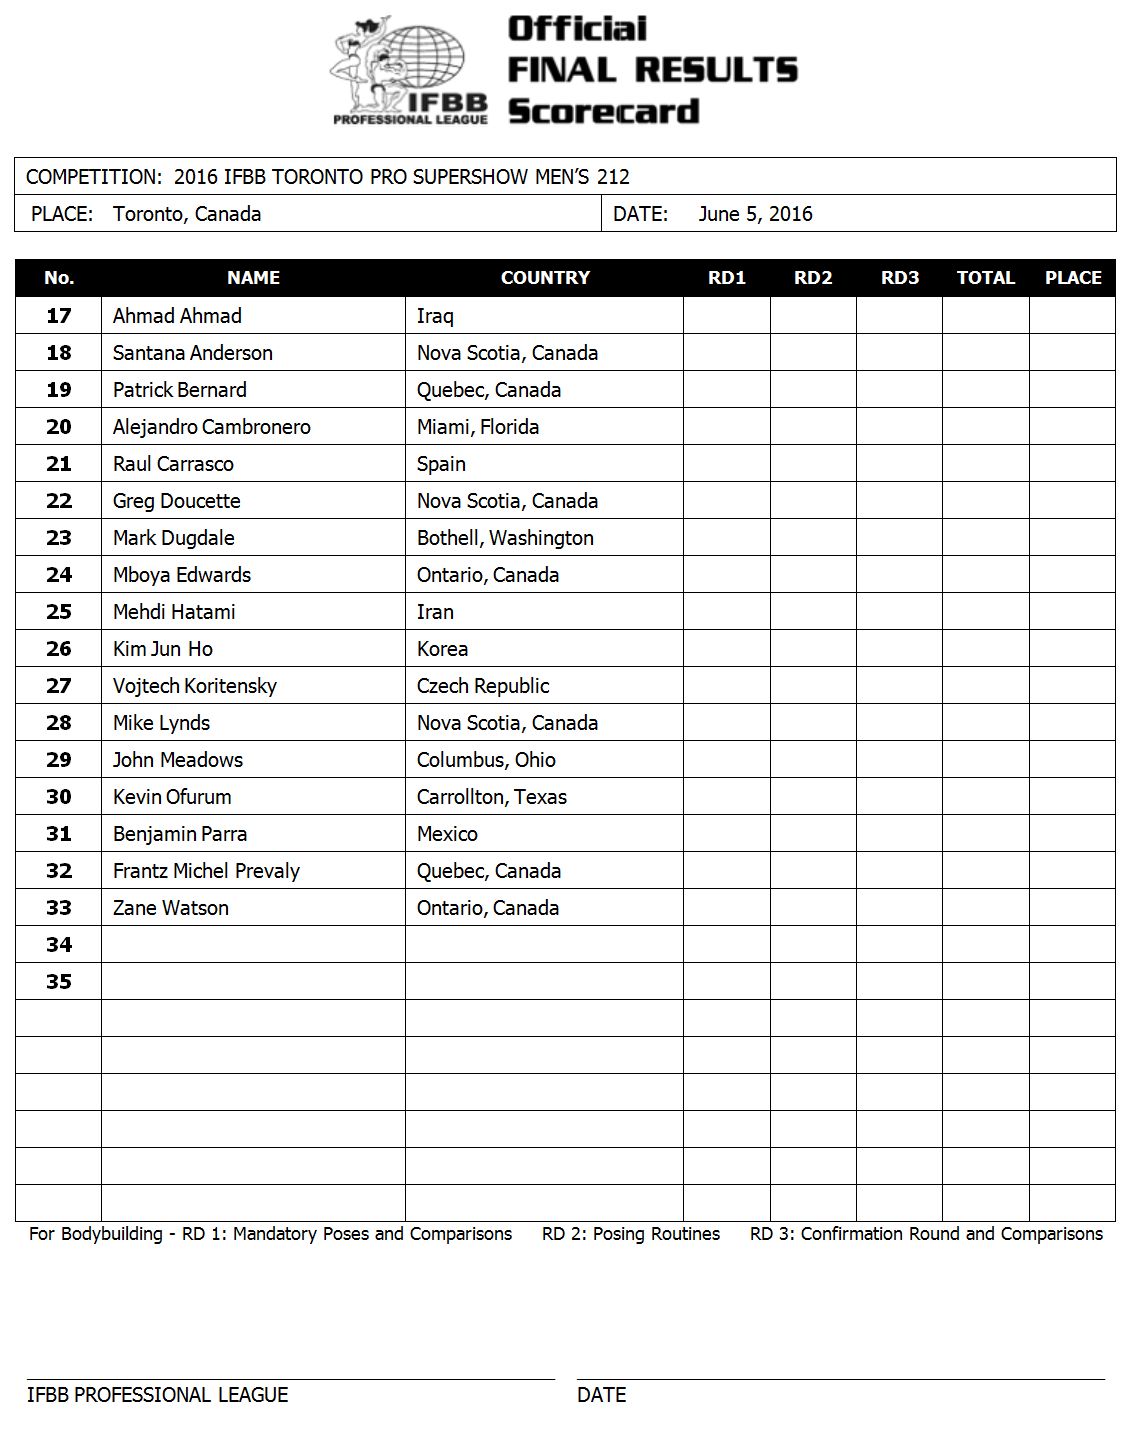 Official
FINAL RESULTS
Scorecard
IFBB
PROFESSIONAL LEAGUE
COMPETITION: 2016 IFBB TORONTO PRO SUPERSHOW MEN’S 212
PLACE: Toronto, Canada DATE: June 5, 2016
No. NAME COUNTRY RD1 RD2 RD3 TOTAL PLACE
17 Ahmad Ahmad Iraq
18 Santana Anderson Nova Scotia, Canada
19 Patrick Bernard Quebec, Canada
20 Alejandro Cambronero Miami, Florida
21 Raul Carrasco Spain
22 Greg Doucette Nova Scotia, Canada
23 Mark Dugdale Bothell, Washington
24 Mboya Edwards Ontario, Canada
25 Mehdi Hatami Iran
26 Kim Jun Ho Korea
27 Vojtech Koritensky Czech Republic
28 Mike Lynds Nova Scotia, Canada
29 John Meadows Columbus, Ohio
30 Kevin Ofurum Carrollton, Texas
31 Benjamin Parra Mexico
32 Frantz Michel Prevaly Quebec, Canada
33 Zane Watson Ontario, Canada
34
35
For Bodybuilding - RD 1: Mandatory Poses and Comparisons RD 2: Posing Routines RD 3: Confirmation Round and Comparisons
IFBB PROFESSIONAL LEAGUE DATE